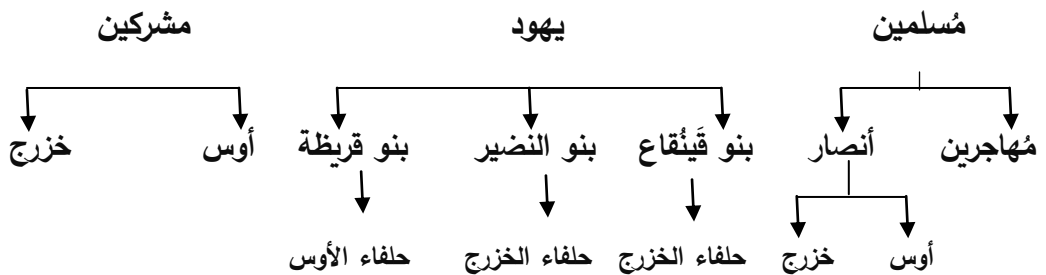 مُسلمين يهود مشركين
مُهاجرين أنصار بنو قَينُقاع بنو النضير بنو قريظة أوس خزرج
أوس خزرج حلفاء الخزرج حلفاء الخزرج حلفاء الأوس